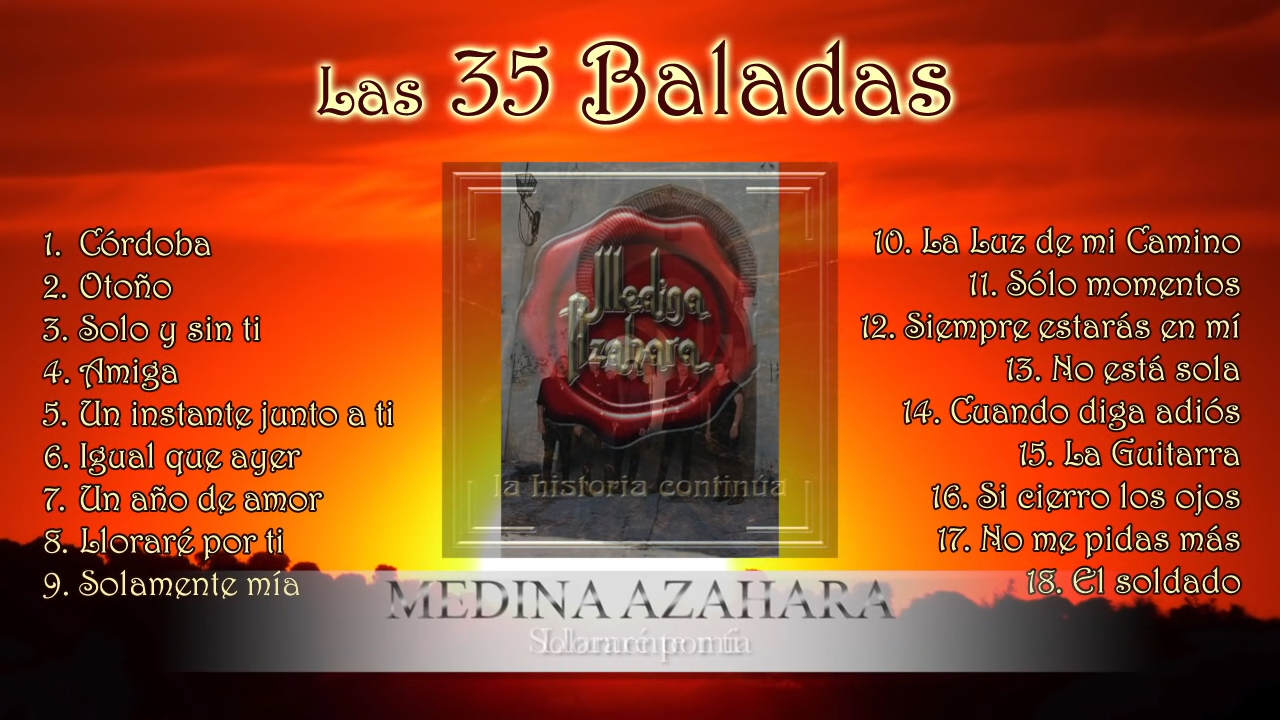 Las 35 Baladas
1. Córdoba
2. Otoño
3. Solo y sin ti
4. Amiga
5. Un instante junto a ti
6. Igual que ayer
7. Un año de amor
8. Lloraré por ti
9. Solamente mía
Medina
Azahara
la historia continúa
10. La Luz de mi Camino
11. Sólo momentos
12. Siempre estarás en mí
13. No está sola
14. Cuando diga adiós
15. La Guitarra
16. Si cierro los ojos
17. No me pidas más
18. El soldado
MEDINA AZAHARA